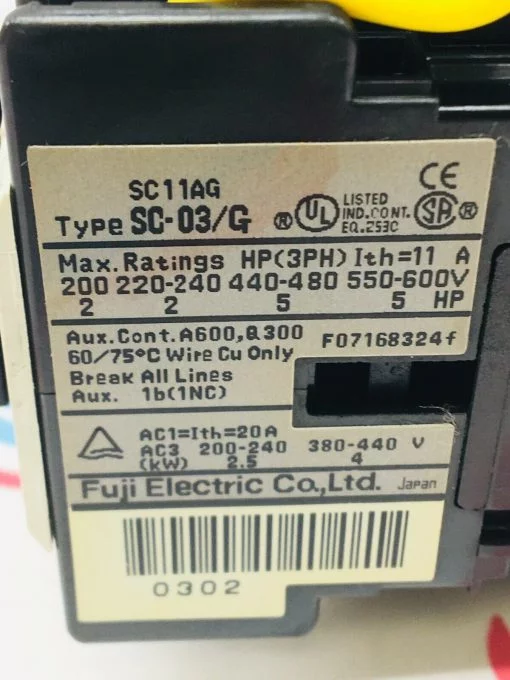 SC11AG
CE
Type SC-03/G ® UL LISTED IND.CONT. EQ.253C SA ®
Max.Ratings HP(3PH) Ith=11 A
200 220-240 440-480 550-600V
2 2 5 5 HP
Aux.Cont.A600,Q300 F07168324f
60/75°C Wire Cu Only
Break All Lines
Aux. 1b(1NC)
AC1=Ith=20A
AC3 200-240 380-440 V
(kW) 2.5 4
Fuji Electric Co.,Ltd. Japan
0302